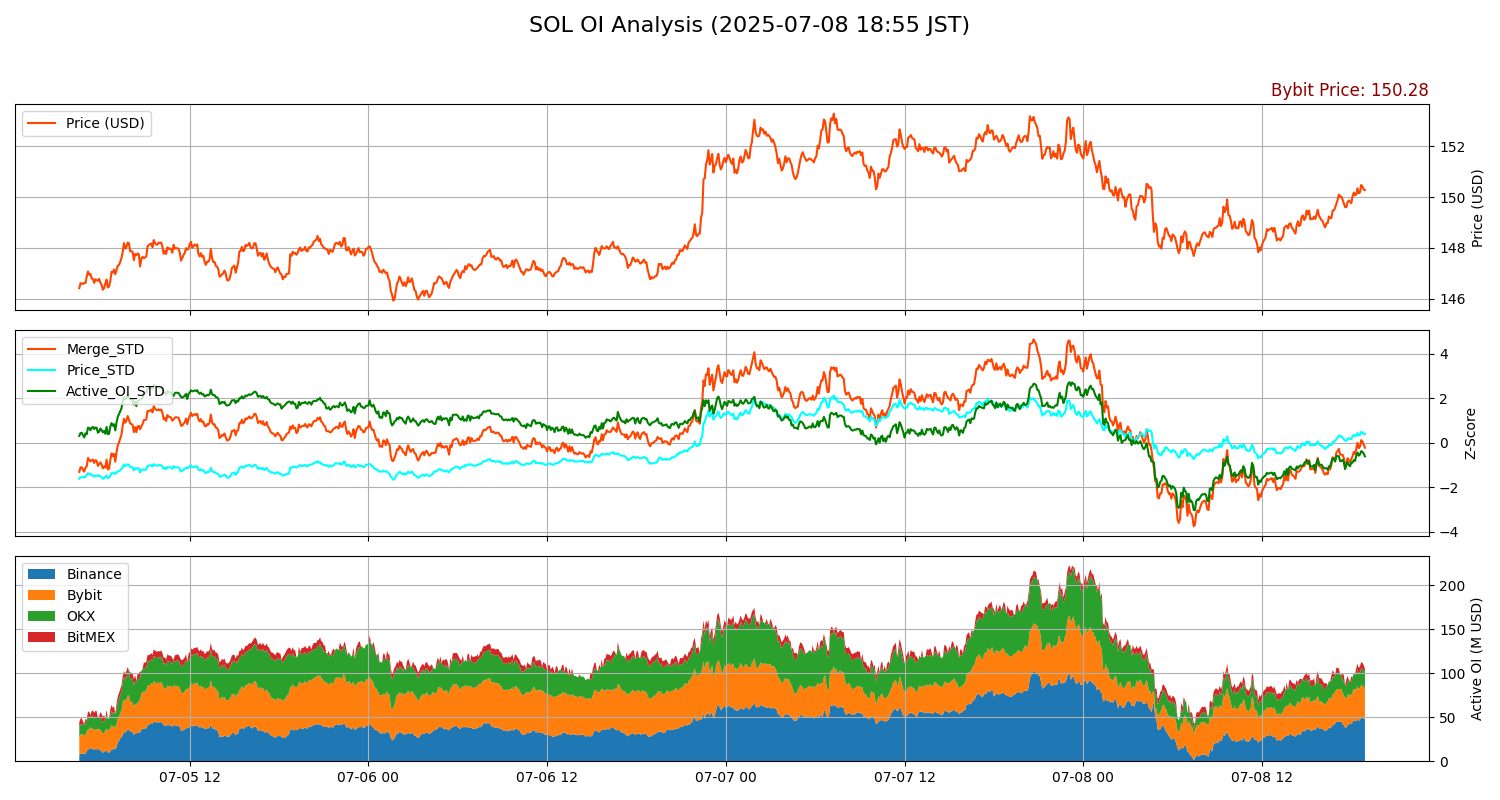 SOL OI Analysis (2025-07-08 18:55 JST)
Bybit Price: 150.28
Price (USD)
152
150
148
146
Price (USD)
Merge_STD
Price_STD
Active_OI_STD
4
2
0
−2
−4
Z-Score
Binance
Bybit
OKX
BitMEX
200
150
100
50
0
Active OI (M USD)
07-05 12
07-06 00
07-06 12
07-07 00
07-07 12
07-08 00
07-08 12